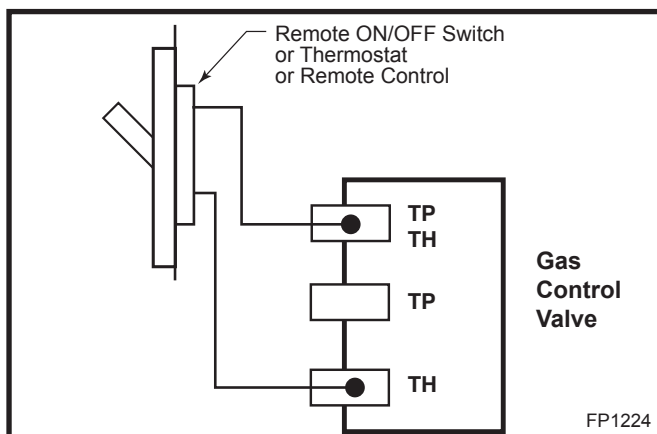 Remote ON/OFF Switch
or Thermostat
or Remote Control
TP
TH
TP
TH
Gas
Control
Valve
FP1224